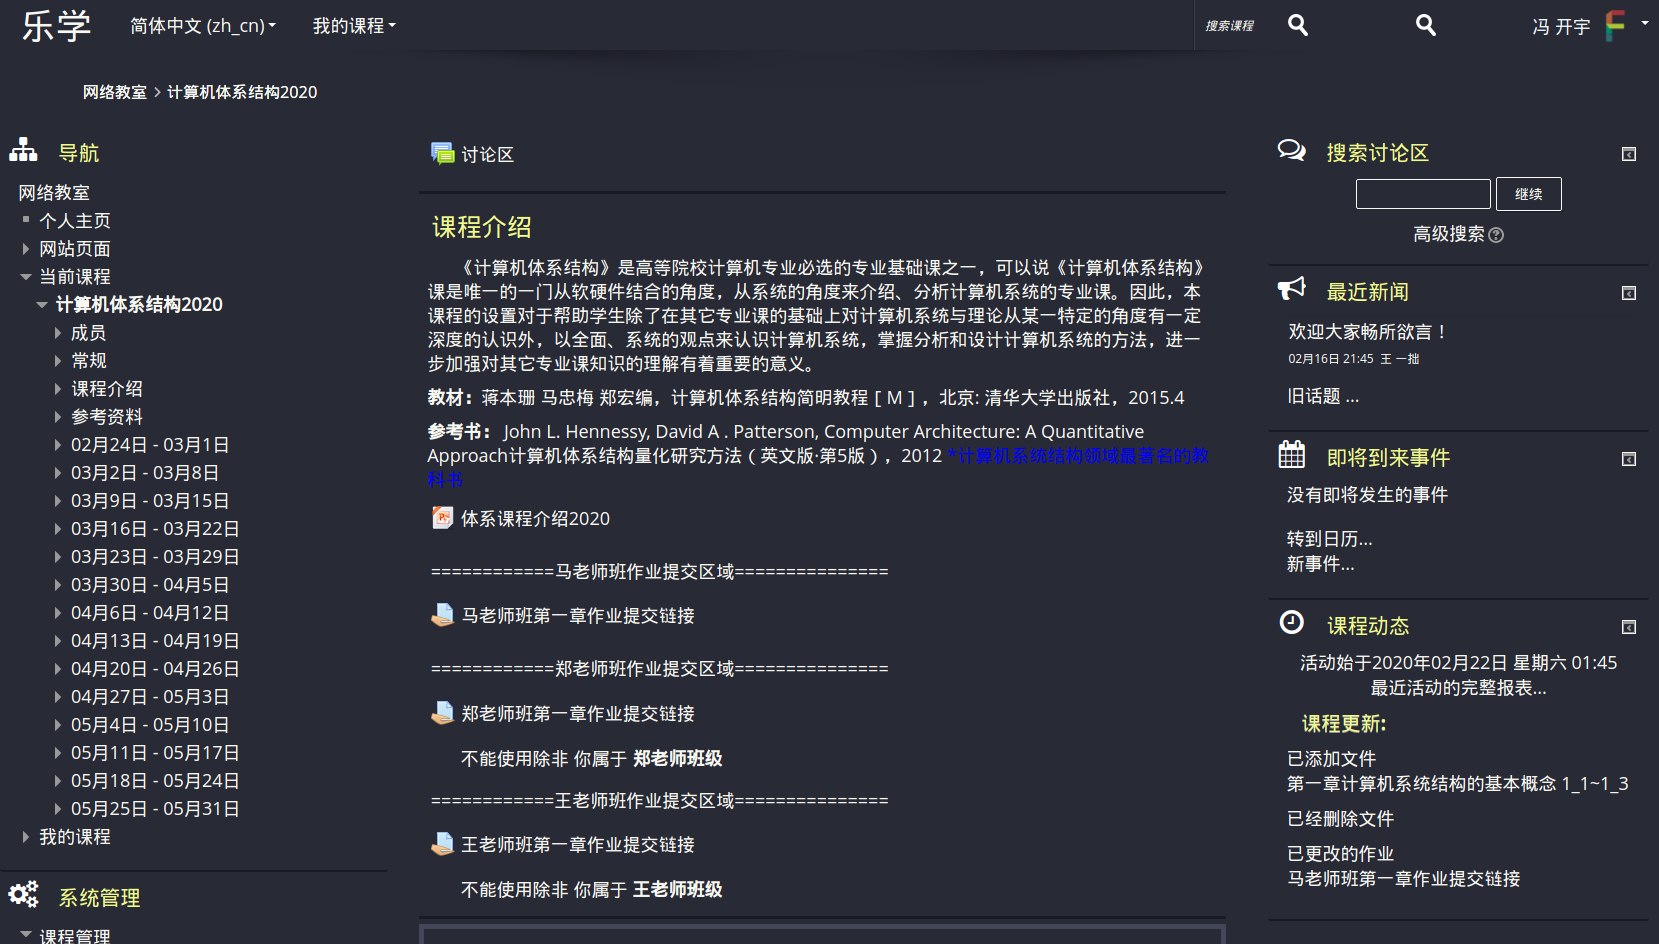 乐学
简体中文 (zh_cn)
我的课程
搜索课程
冯 开宇
网络教室
计算机体系结构2020
导航
网络教室
个人主页
网站页面
当前课程
计算机体系结构2020
成员
常规
课程介绍
参考资料
02月24日 - 03月1日
03月2日 - 03月8日
03月9日 - 03月15日
03月16日 - 03月22日
03月23日 - 03月29日
03月30日 - 04月5日
04月6日 - 04月12日
04月13日 - 04月19日
04月20日 - 04月26日
04月27日 - 05月3日
05月4日 - 05月10日
05月11日 - 05月17日
05月18日 - 05月24日
05月25日 - 05月31日
我的课程
系统管理
课程管理
讨论区
课程介绍
《计算机体系结构》是高等院校计算机专业必选的专业基础课之一，可以说《计算机体系结构》
课是唯一的一门从软硬件结合的角度，从系统的角度来介绍、分析计算机系统的专业课。因此，本
课程的设置对于帮助学生除了在其它专业课的基础上对计算机系统与理论从某一特定的角度有一定
深度的认识外，以全面、系统的观点来认识计算机系统，掌握分析和设计计算机系统的方法，进一
步加强对其它专业课知识的理解有着重要的意义。
教材：蒋本珊 马忠梅 郑宏编，计算机体系结构简明教程 [ M ] ，北京: 清华大学出版社，2015.4
参考书： John L. Hennessy, David A . Patterson, Computer Architecture: A Quantitative
Approach计算机体系结构量化研究方法（英文版·第5版），2012 *计算机系统结构领域最著名的教
科书
体系课程介绍2020
============马老师班作业提交区域===============
马老师班第一章作业提交链接
============郑老师班作业提交区域===============
郑老师班第一章作业提交链接
不能使用除非 你属于 郑老师班级
============王老师班作业提交区域===============
王老师班第一章作业提交链接
不能使用除非 你属于 王老师班级
搜索讨论区
继续
高级搜索
最近新闻
欢迎大家畅所欲言！
02月16日 21:45 王 一拙
旧话题 ...
即将到来事件
没有即将发生的事件
转到日历...
新事件...
课程动态
活动始于2020年02月22日 星期六 01:45
最近活动的完整报表...
课程更新:
已添加文件
第一章计算机系统结构的基本概念 1_1~1_3
已经删除文件
已更改的作业
马老师班第一章作业提交链接